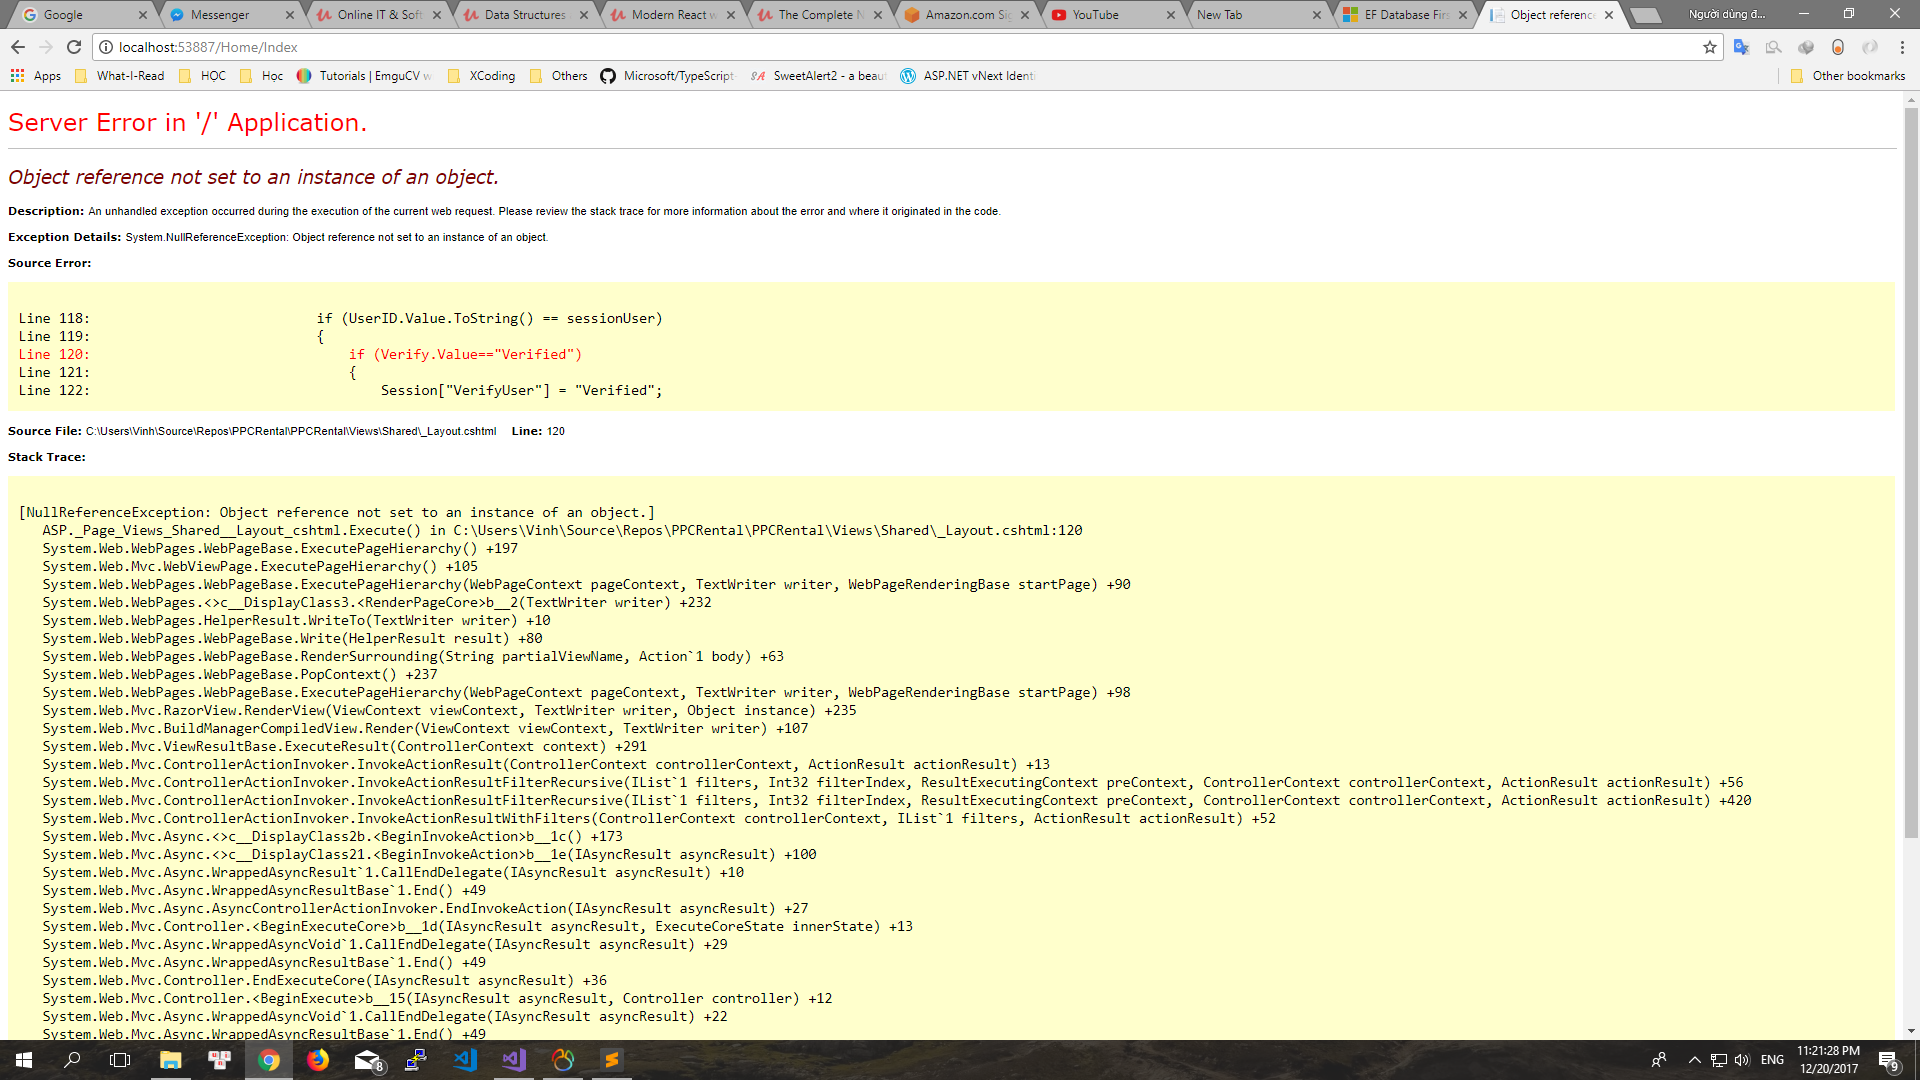 Google
Messenger
Online IT & Soft
Data Structures
Modern React w
The Complete N
Amazon.com Sig
YouTube
New Tab
EF Database Firs
Object reference
Người dùng đ...
localhost:53887/Home/Index
Apps
What-I-Read
HỌC
Học
Tutorials | EmguCV w
XCoding
Others
Microsoft/TypeScript-
SweetAlert2 - a beaut
ASP.NET vNext Identi
Other bookmarks
Server Error in '/' Application.
Object reference not set to an instance of an object.
Description: An unhandled exception occurred during the execution of the current web request. Please review the stack trace for more information about the error and where it originated in the code.
Exception Details: System.NullReferenceException: Object reference not set to an instance of an object.
Source Error:
Line 118:                            if (UserID.Value.ToString() == sessionUser)
Line 119:                            {
Line 120:                                if (Verify.Value=="Verified")
Line 121:                                {
Line 122:                                    Session["VerifyUser"] = "Verified";
Source File: C:\Users\Vinh\Source\Repos\PPCRental\PPCRental\Views\Shared\_Layout.cshtml    Line: 120
Stack Trace:
[NullReferenceException: Object reference not set to an instance of an object.]
ASP._Page_Views_Shared__Layout_cshtml.Execute() in C:\Users\Vinh\Source\Repos\PPCRental\PPCRental\Views\Shared\_Layout.cshtml:120
System.Web.WebPages.WebPageBase.ExecutePageHierarchy() +197
System.Web.Mvc.WebViewPage.ExecutePageHierarchy() +105
System.Web.WebPages.WebPageBase.ExecutePageHierarchy(WebPageContext pageContext, TextWriter writer, WebPageRenderingBase startPage) +90
System.Web.WebPages.<>c__DisplayClass3.<RenderPageCore>b__2(TextWriter writer) +232
System.Web.WebPages.HelperResult.WriteTo(TextWriter writer) +10
System.Web.WebPages.WebPageBase.Write(HelperResult result) +80
System.Web.WebPages.WebPageBase.RenderSurrounding(String partialViewName, Action`1 body) +63
System.Web.WebPages.WebPageBase.PopContext() +237
System.Web.WebPages.WebPageBase.ExecutePageHierarchy(WebPageContext pageContext, TextWriter writer, WebPageRenderingBase startPage) +98
System.Web.Mvc.RazorView.RenderView(ViewContext viewContext, TextWriter writer, Object instance) +235
System.Web.Mvc.BuildManagerCompiledView.Render(ViewContext viewContext, TextWriter writer) +107
System.Web.Mvc.ViewResultBase.ExecuteResult(ControllerContext context) +291
System.Web.Mvc.ControllerActionInvoker.InvokeActionResult(ControllerContext controllerContext, ActionResult actionResult) +13
System.Web.Mvc.ControllerActionInvoker.InvokeActionResultFilterRecursive(IList`1 filters, Int32 filterIndex, ResultExecutingContext preContext, ControllerContext controllerContext, ActionResult actionResult) +56
System.Web.Mvc.ControllerActionInvoker.InvokeActionResultFilterRecursive(IList`1 filters, Int32 filterIndex, ResultExecutingContext preContext, ControllerContext controllerContext, ActionResult actionResult) +420
System.Web.Mvc.ControllerActionInvoker.InvokeActionResultWithFilters(ControllerContext controllerContext, IList`1 filters, ActionResult actionResult) +52
System.Web.Mvc.Async.<>c__DisplayClass2b.<BeginInvokeAction>b__1c() +173
System.Web.Mvc.Async.<>c__DisplayClass21.<BeginInvokeAction>b__1e(IAsyncResult asyncResult) +100
System.Web.Mvc.Async.WrappedAsyncResult`1.CallEndDelegate(IAsyncResult asyncResult) +10
System.Web.Mvc.Async.WrappedAsyncResultBase`1.End() +49
System.Web.Mvc.Async.AsyncControllerActionInvoker.EndInvokeAction(IAsyncResult asyncResult) +27
System.Web.Mvc.Controller.<BeginExecuteCore>b__1d(IAsyncResult asyncResult, ExecuteCoreState innerState) +13
System.Web.Mvc.Async.WrappedAsyncVoid`1.CallEndDelegate(IAsyncResult asyncResult) +29
System.Web.Mvc.Async.WrappedAsyncResultBase`1.End() +49
System.Web.Mvc.Controller.EndExecuteCore(IAsyncResult asyncResult) +36
System.Web.Mvc.Controller.<BeginExecute>b__15(IAsyncResult asyncResult, Controller controller) +12
System.Web.Mvc.Async.WrappedAsyncVoid`1.CallEndDelegate(IAsyncResult asyncResult) +22
System.Web.Mvc.Async.WrappedAsyncResultBase`1.End() +49
8
ENG
11:21:28 PM
12/20/2017
9